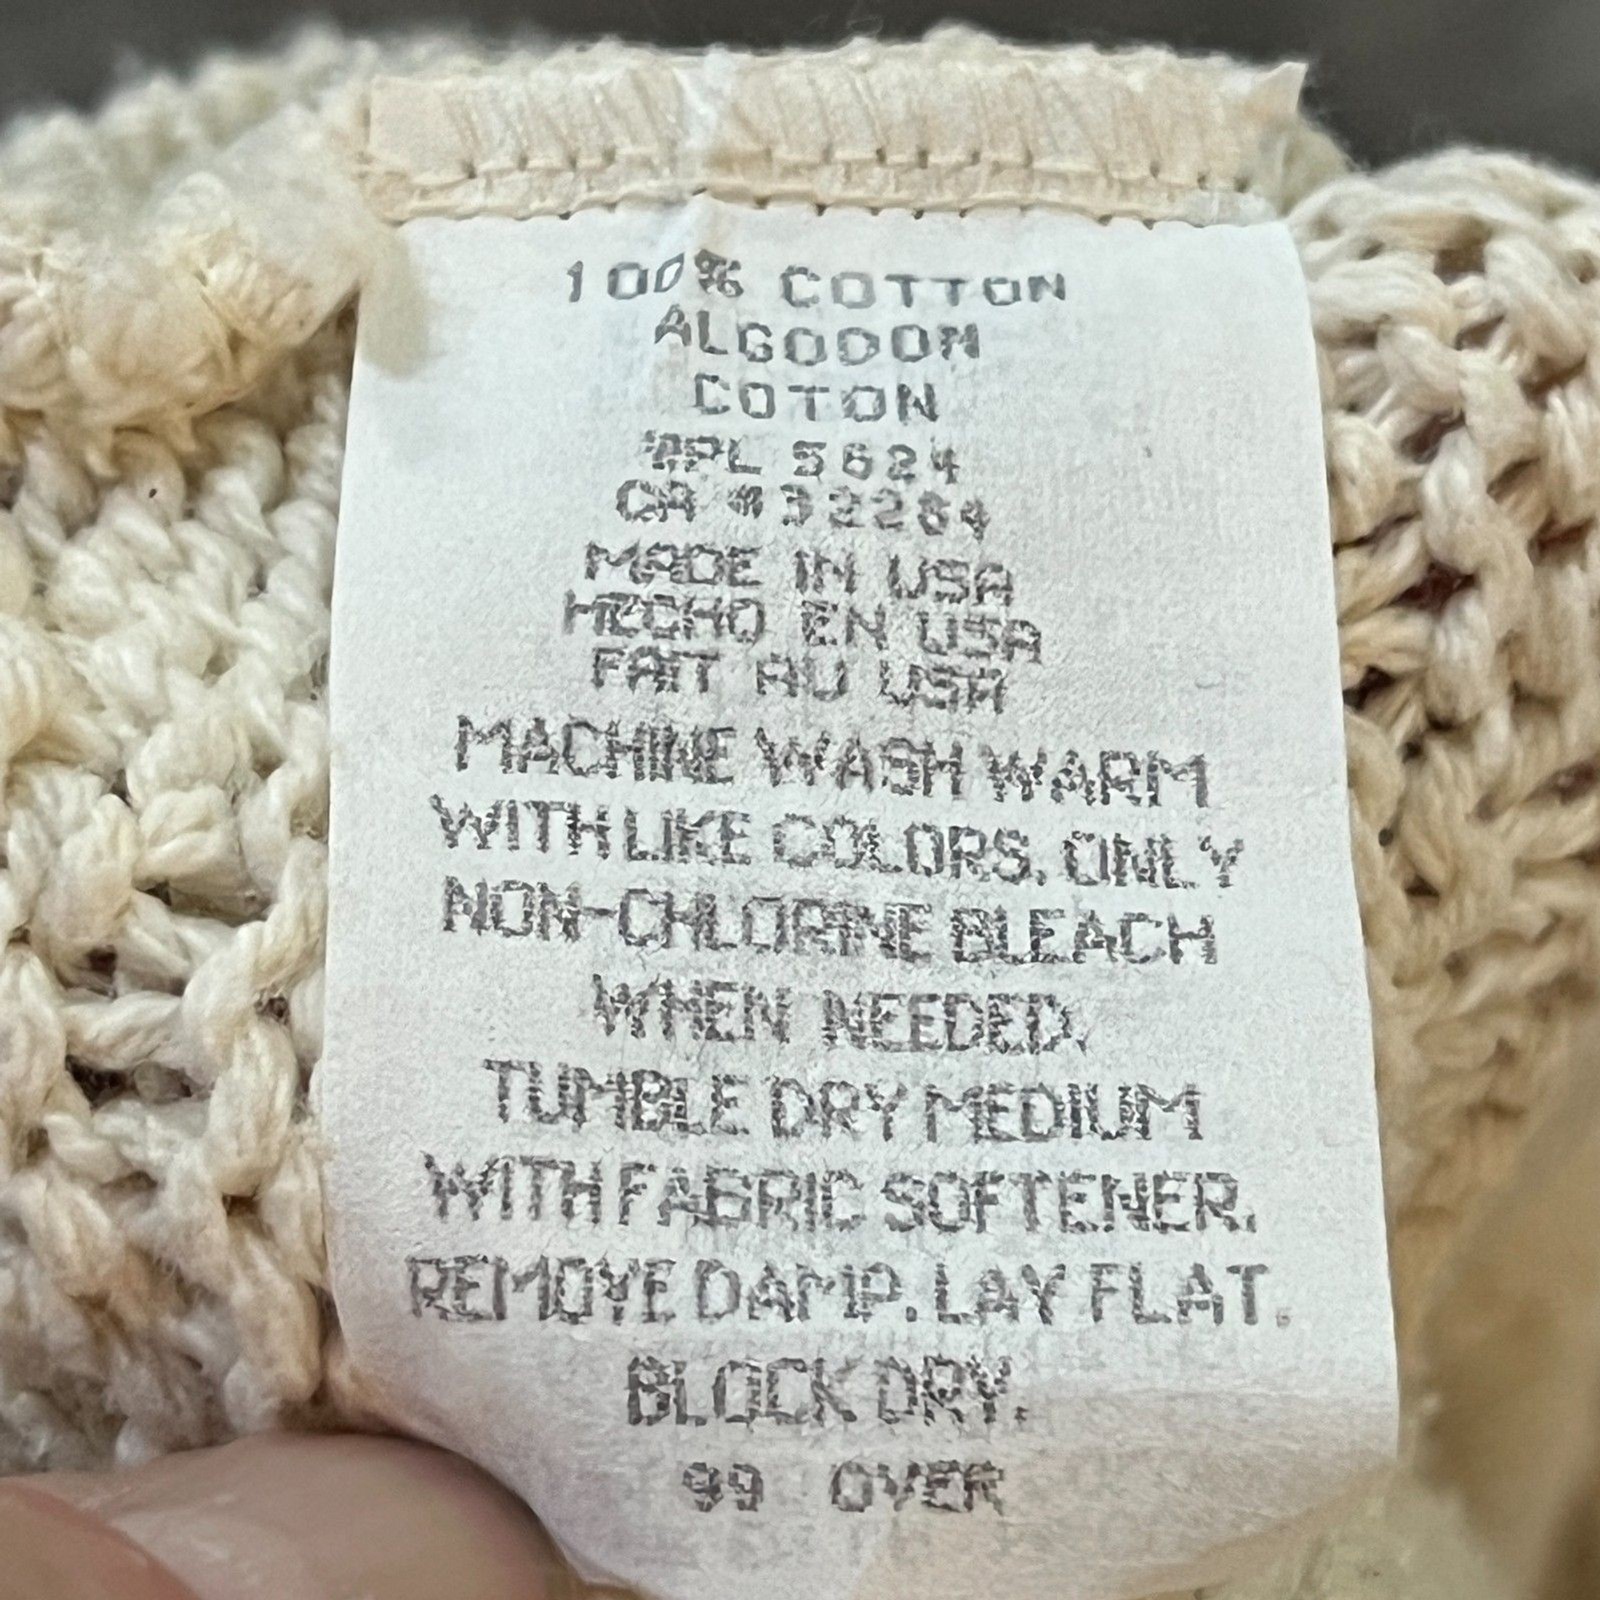 100% COTTON
ALGODON
COTON
WPL 5624
CA #32284
MADE IN USA
HECHO EN USA
FAIT AU USA
MACHINE WASH WARM
WITH LIKE COLORS. ONLY
NON-CHLORINE BLEACH
WHEN NEEDED.
TUMBLE DRY MEDIUM
WITH FABRIC SOFTENER.
REMOVE DAMP. LAY FLAT.
BLOCK DRY.
99 OVER